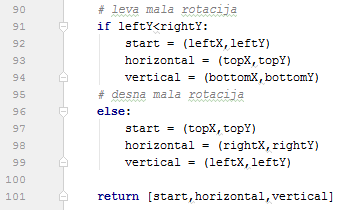 90 # leva mala rotacija
91 if leftY<rightY:
92 start = (leftX,leftY)
93 horizontal = (topX,topY)
94 vertical = (bottomX,bottomY)
95 # desna mala rotacija
96 else:
97 start = (topX,topY)
98 horizontal = (rightX,rightY)
99 vertical = (leftX,leftY)
100
101 return [start,horizontal,vertical]